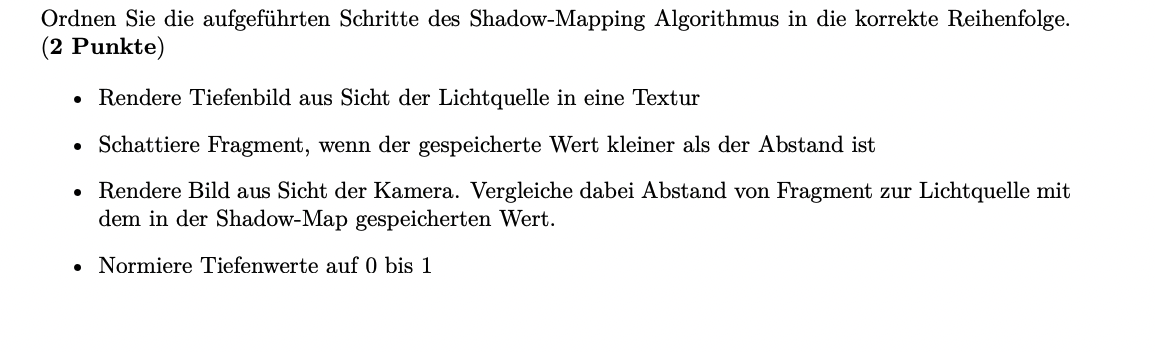 Ordnen Sie die aufgeführten Schritte des Shadow-Mapping Algorithmus in die korrekte Reihenfolge.
(2 Punkte)
• Rendere Tiefenbild aus Sicht der Lichtquelle in eine Textur
• Schattiere Fragment, wenn der gespeicherte Wert kleiner als der Abstand ist
• Rendere Bild aus Sicht der Kamera. Vergleiche dabei Abstand von Fragment zur Lichtquelle mit
dem in der Shadow-Map gespeicherten Wert.
• Normiere Tiefenwerte auf 0 bis 1